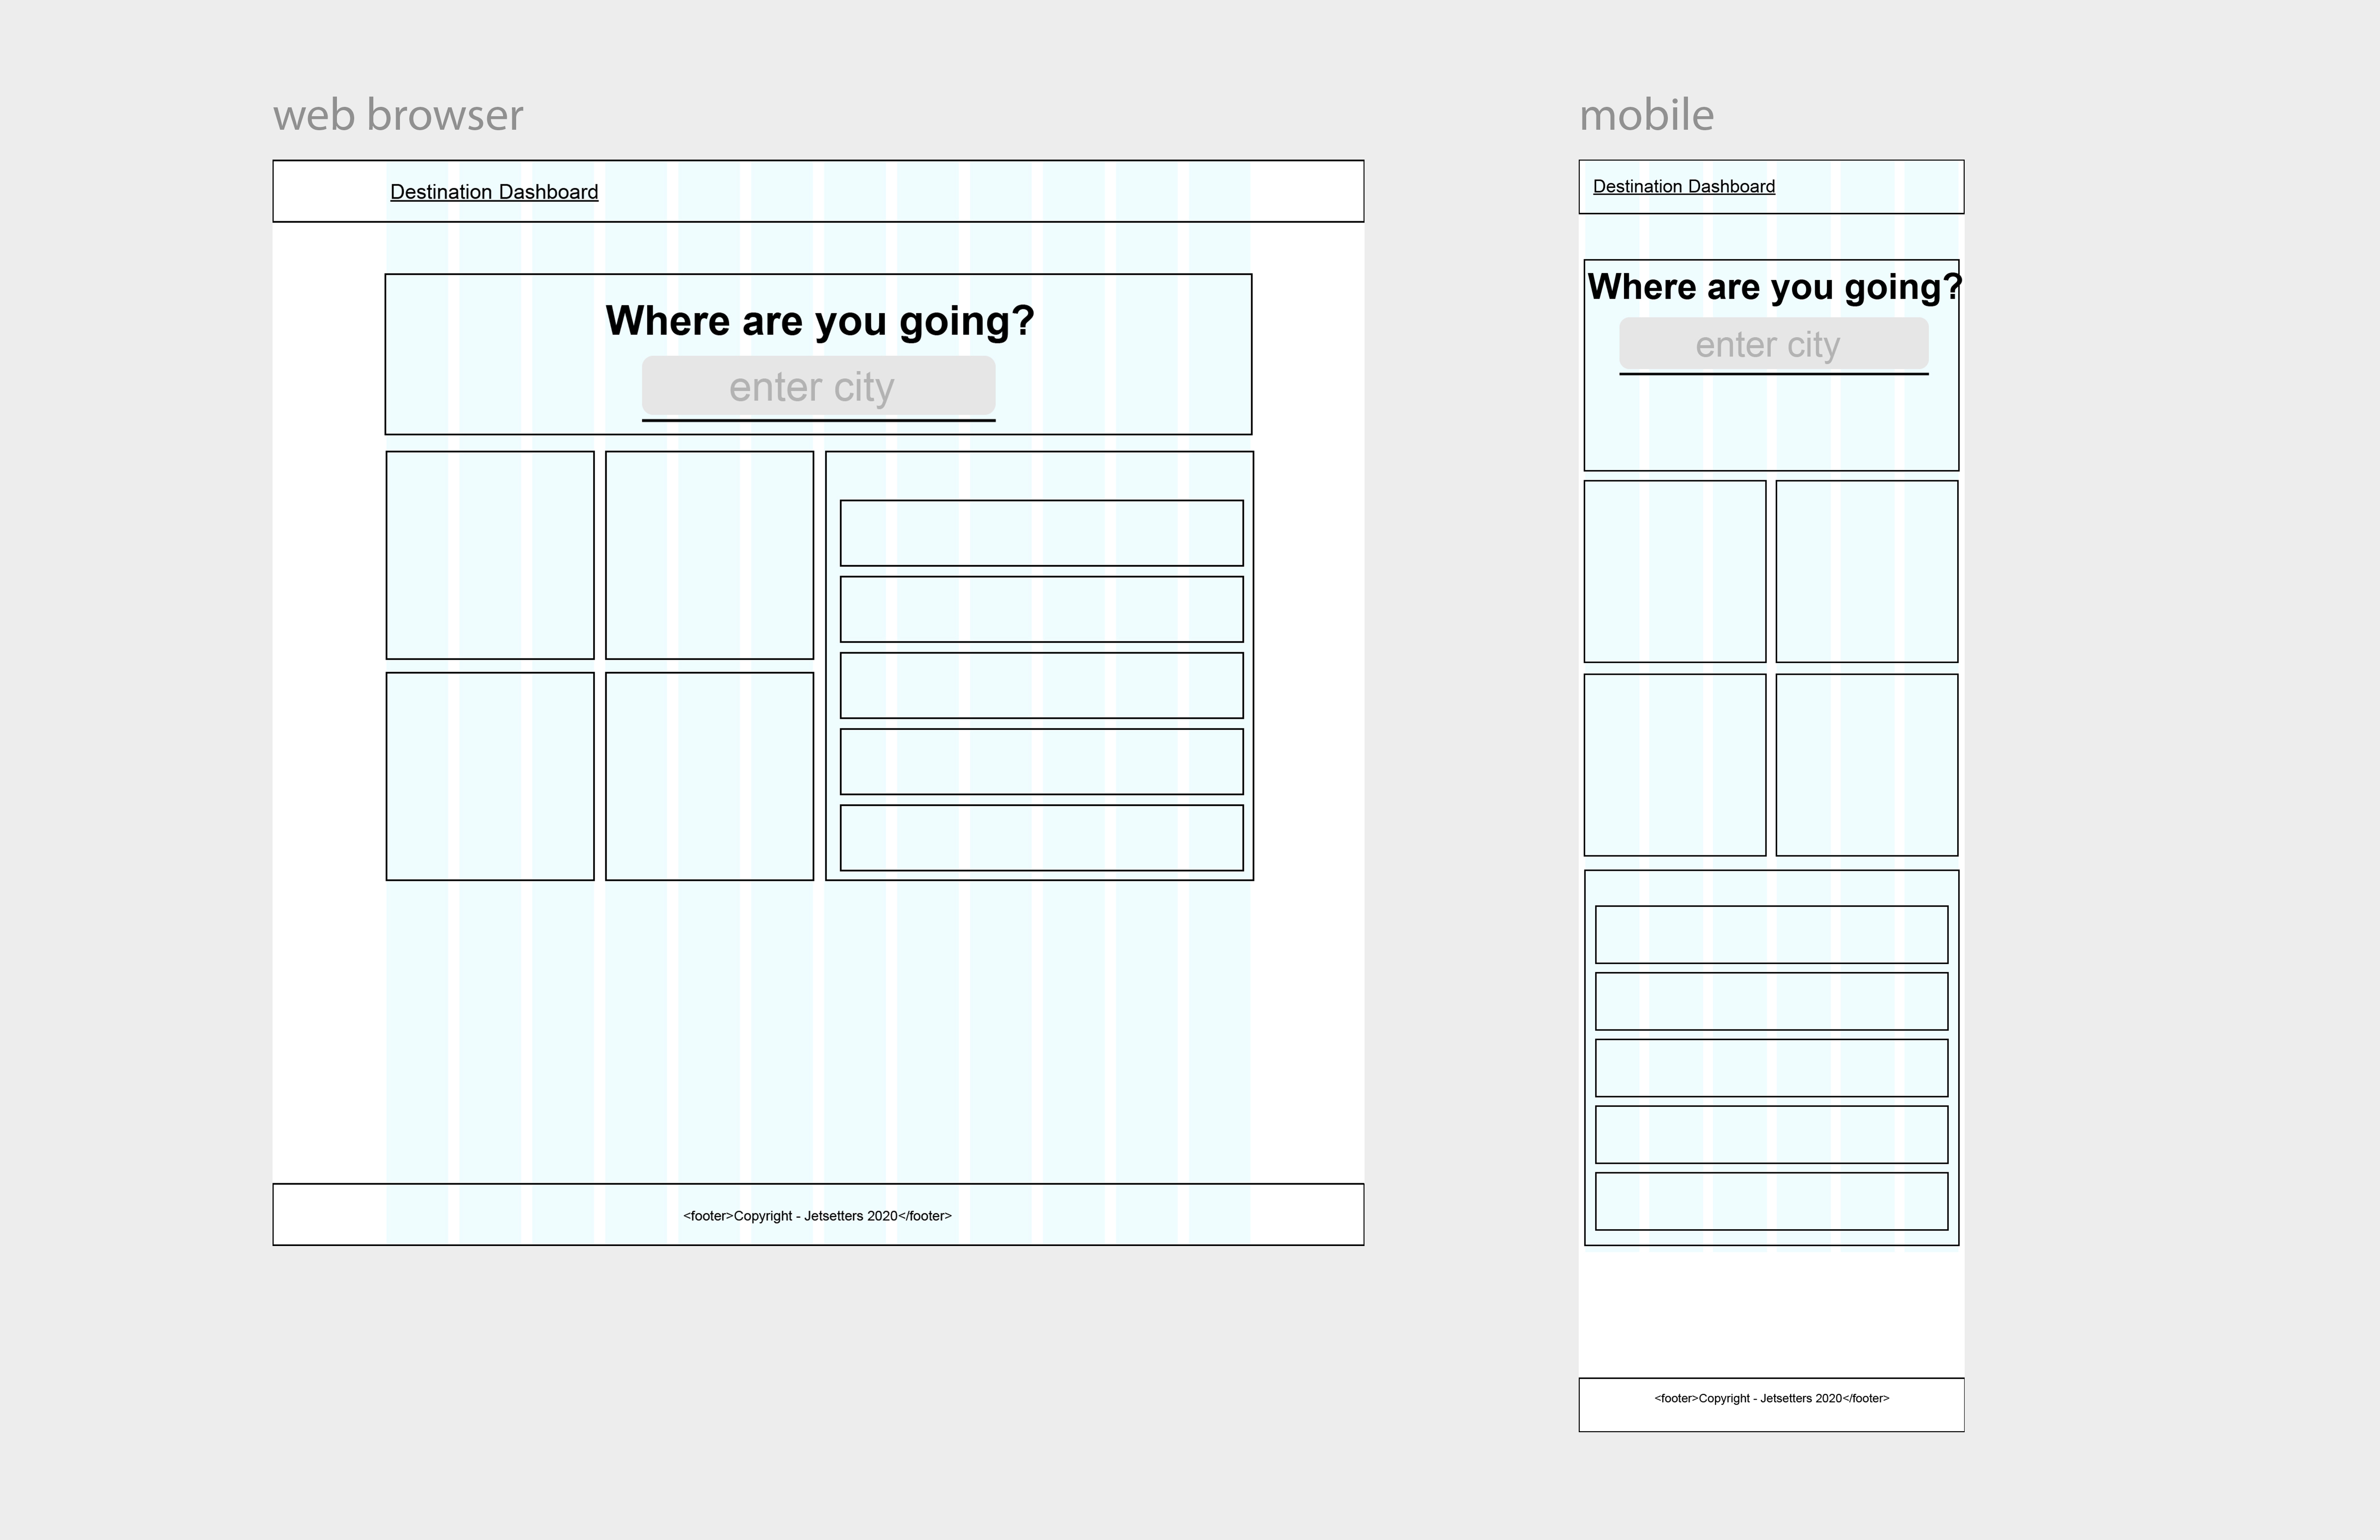 web browser
Destination Dashboard
Where are you going?
enter city
<footer>Copyright - Jetsetters 2020</footer>
mobile
Destination Dashboard
Where are you going?
enter city
<footer>Copyright - Jetsetters 2020</footer>